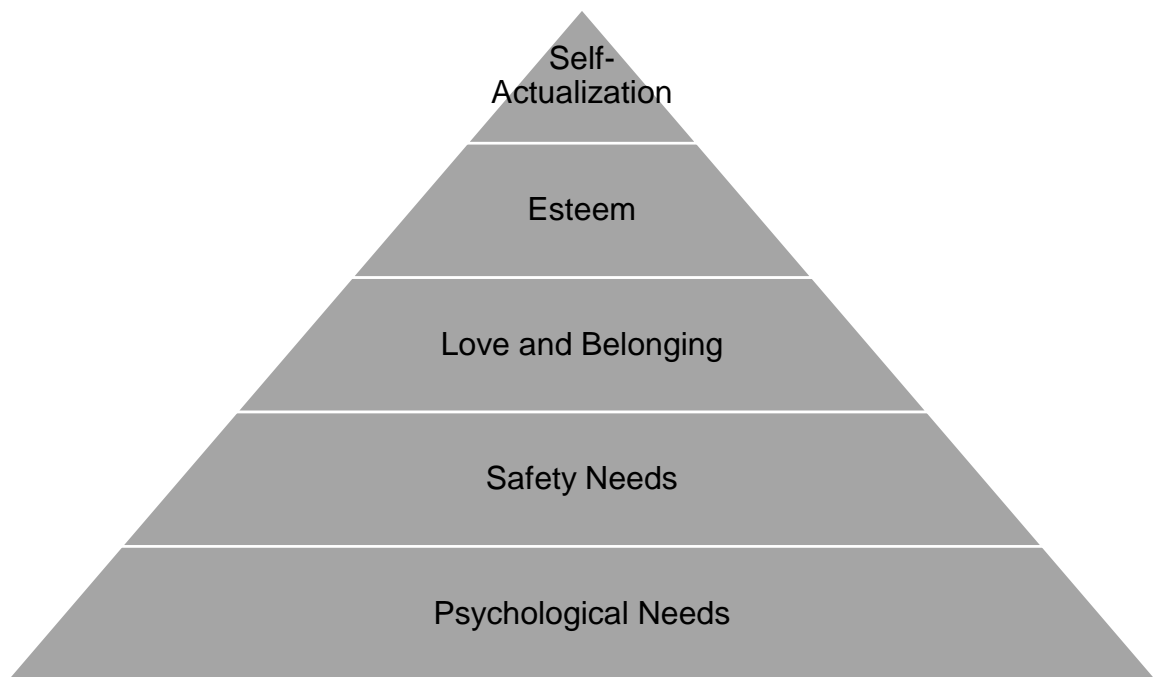 Self-
Actualization
Esteem
Love and Belonging
Safety Needs
Psychological Needs